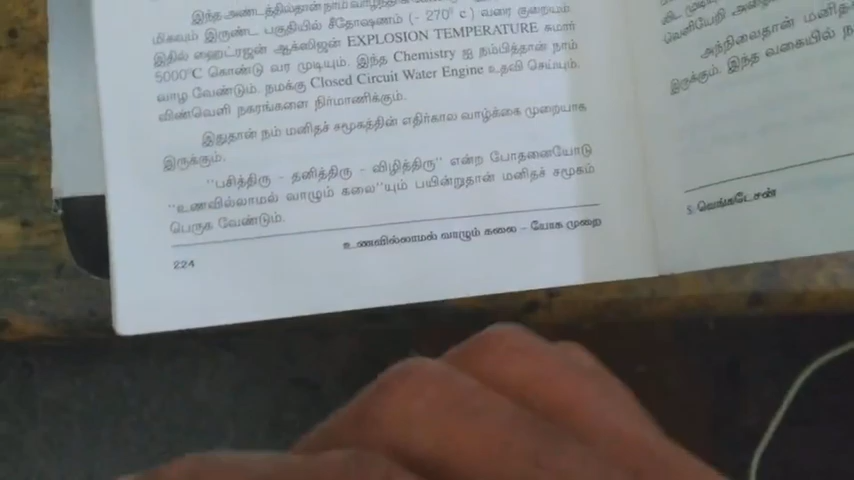 இந்த அண்டத்தில்தான் நாம்
மிகவும் இருண்ட பகுதியில் சீதோஷணம் (- 270°c) வரை குறையும்
இதில் ஹைட்ரஜன் ஆக்ஸிஜன் EXPLOSION TEMPERATURE சுமார்
5000°C கொண்டு வர முடியும். இந்த Chemistry ஐ நம்பித்தான் நாம்
வாழ வேண்டும். நமக்கு Closed Circuit Water Engine உதவி செய்யும்.
விண்வெளி நகரங்களை நிர்மாணிக்கும்.
இதுதான் நம் மனிதச் சமூகத்தின் எதிர்கால வாழ்க்கை முறையாக
இருக்கும்.
"பசித்திரு - தனித்திரு - விழித்திரு" என்ற போதனையோடு
"உணவில்லாமல் வாழும் கலை"யும் பயின்றுதான் மனிதச் சமூகம்
பெருக வேண்டும்.
224
உணவில்லாமல் வாழும் கலை – யோக முறை
விட முடியு
வெளியேறி
அந்நிலைதான் மனித
இருக்கும். இந்த வகையில்
S. வெங்கடேசன்